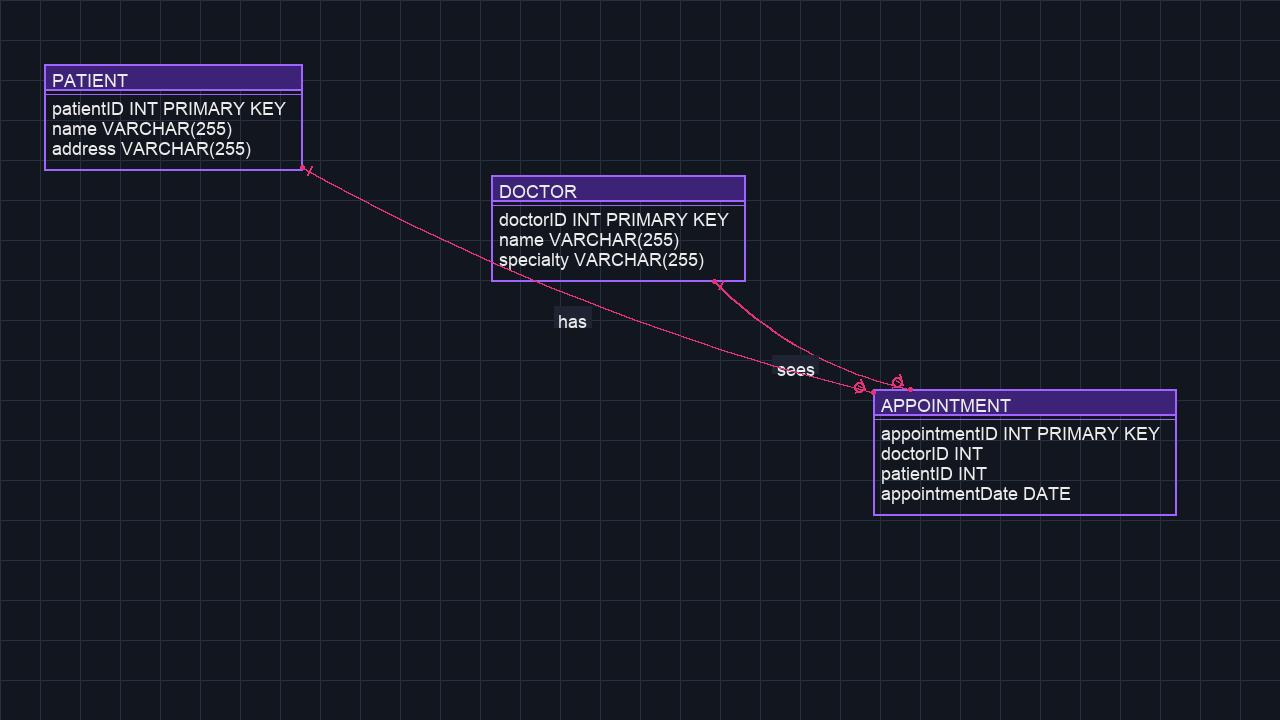 PATIENT
patientID INT PRIMARY KEY
name VARCHAR(255)
address VARCHAR(255)
DOCTOR
doctorID INT PRIMARY KEY
name VARCHAR(255)
specialty VARCHAR(255)
has
sees
APPOINTMENT
appointmentID INT PRIMARY KEY
doctorID INT
patientID INT
appointmentDate DATE